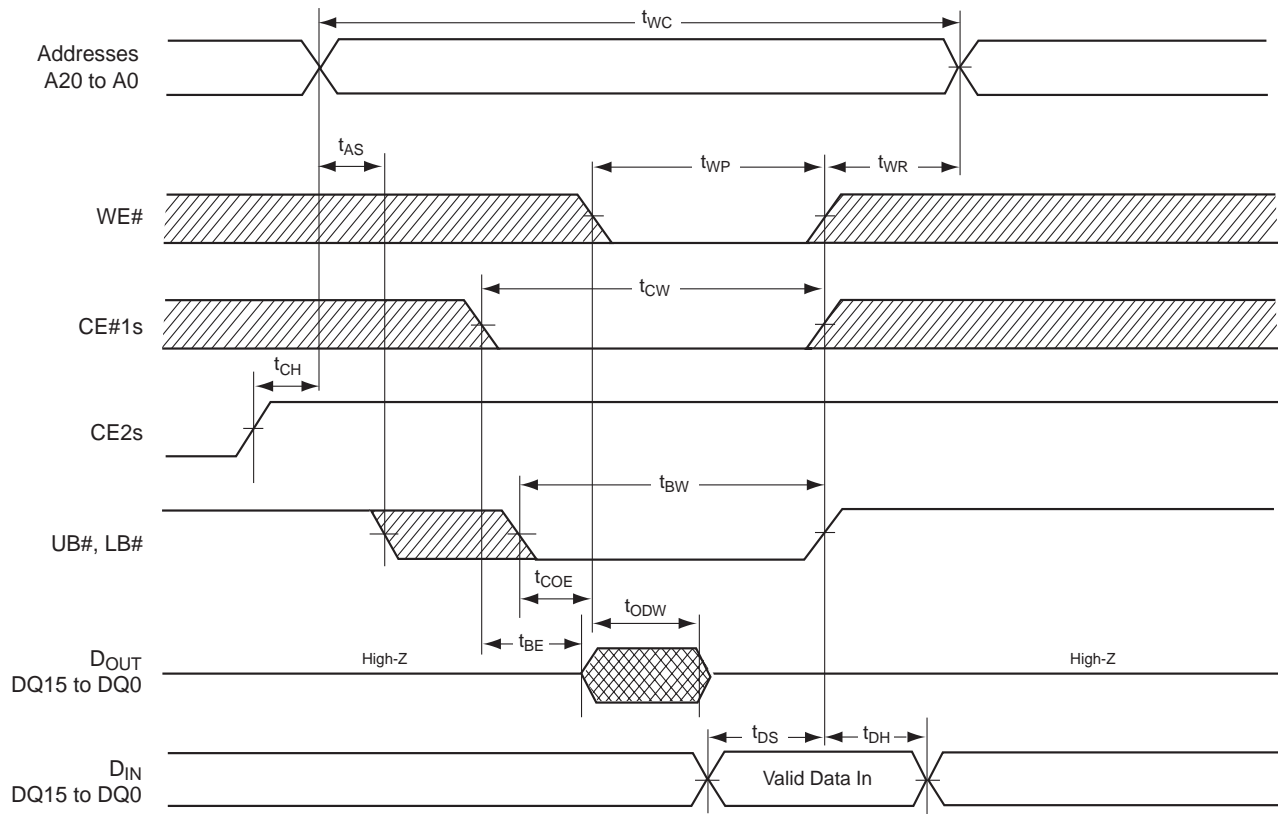 tWC
Addresses
A20 to A0
tAS
tWP
tWR
WE#
tCW
CE#1s
tCH
CE2s
tBW
UB#, LB#
tCOE
tODW
tBE
DOUT
DQ15 to DQ0
High-Z
High-Z
tDS
tDH
DIN
DQ15 to DQ0
Valid Data In